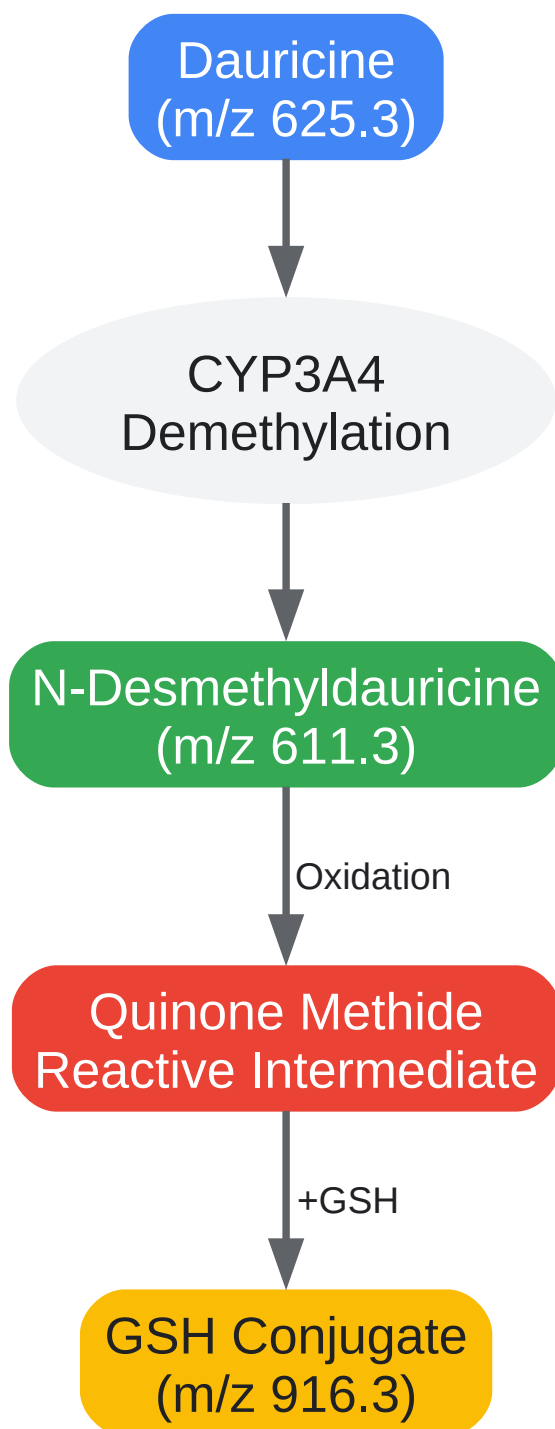 Dauricine
(m/z 625.3)
CYP3A4
Demethylation
N-Desmethyldauricine
(m/z 611.3)
Oxidation
Quinone Methide
Reactive Intermediate
+GSH
GSH Conjugate
(m/z 916.3)